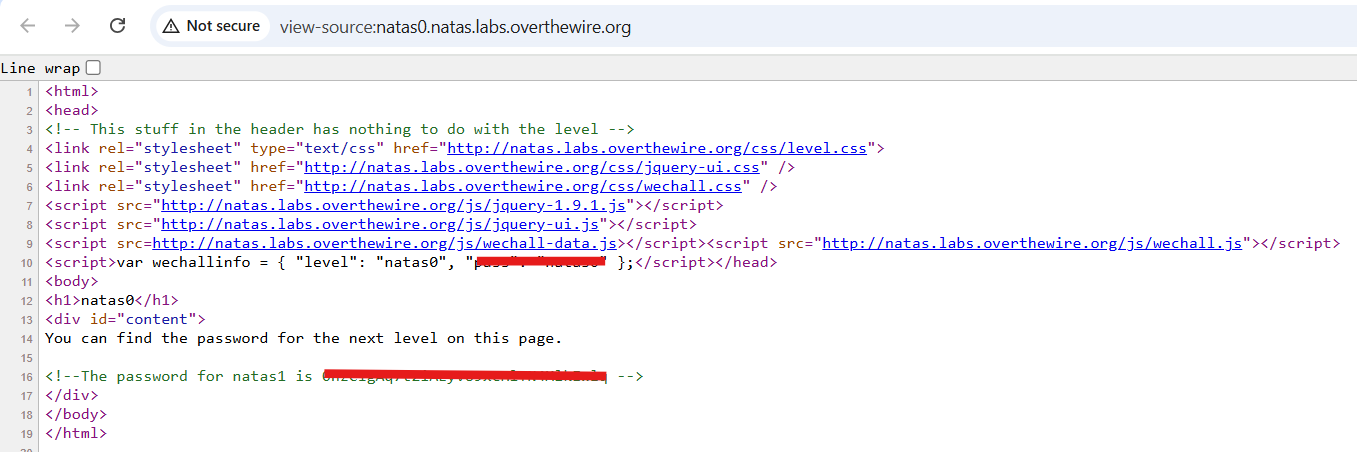 Not secure view-source:natas0.natas.labs.overthewire.org
Line wrap
1 <html>
2 <head>
3 <!-- This stuff in the header has nothing to do with the level -->
4 <link rel="stylesheet" type="text/css" href="http://natas.labs.overthewire.org/css/level.css">
5 <link rel="stylesheet" href="http://natas.labs.overthewire.org/css/jquery-ui.css" />
6 <link rel="stylesheet" href="http://natas.labs.overthewire.org/css/wechall.css" />
7 <script src="http://natas.labs.overthewire.org/js/jquery-1.9.1.js"></script>
8 <script src="http://natas.labs.overthewire.org/js/jquery-ui.js"></script>
9 <script src=http://natas.labs.overthewire.org/js/wechall-data.js></script><script src="http://natas.labs.overthewire.org/js/wechall.js"></script>
10 <script>var wechallinfo = { "level": "natas0", " };</script></head>
11 <body>
12 <h1>natas0</h1>
13 <div id="content">
14 You can find the password for the next level on this page.
15
16 <!--The password for natas1 is -->
17 </div>
18 </body>
19 </html>